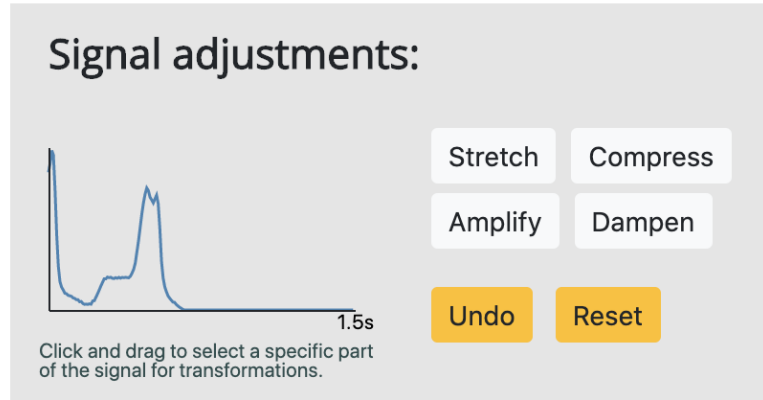 Signal adjustments:
Stretch Compress
Amplify Dampen
Undo Reset
1.5s
Click and drag to select a specific part
of the signal for transformations.